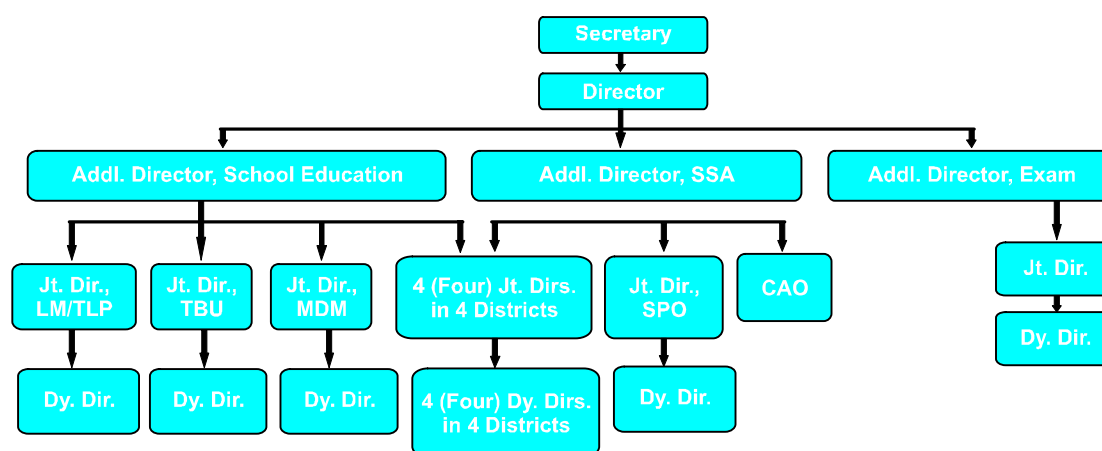 Secretary
Director
Addl. Director, School Education
Addl. Director, SSA
Addl. Director, Exam
Jt. Dir.,
LM/TLP
Jt. Dir.,
TBU
Jt. Dir.,
MDM
4 (Four) Jt. Dirs.
in 4 Districts
Jt. Dir.,
SPO
CAO
Jt. Dir.
Dy. Dir.
Dy. Dir.
Dy. Dir.
Dy. Dir.
4 (Four) Dy. Dirs.
in 4 Districts
Dy. Dir.